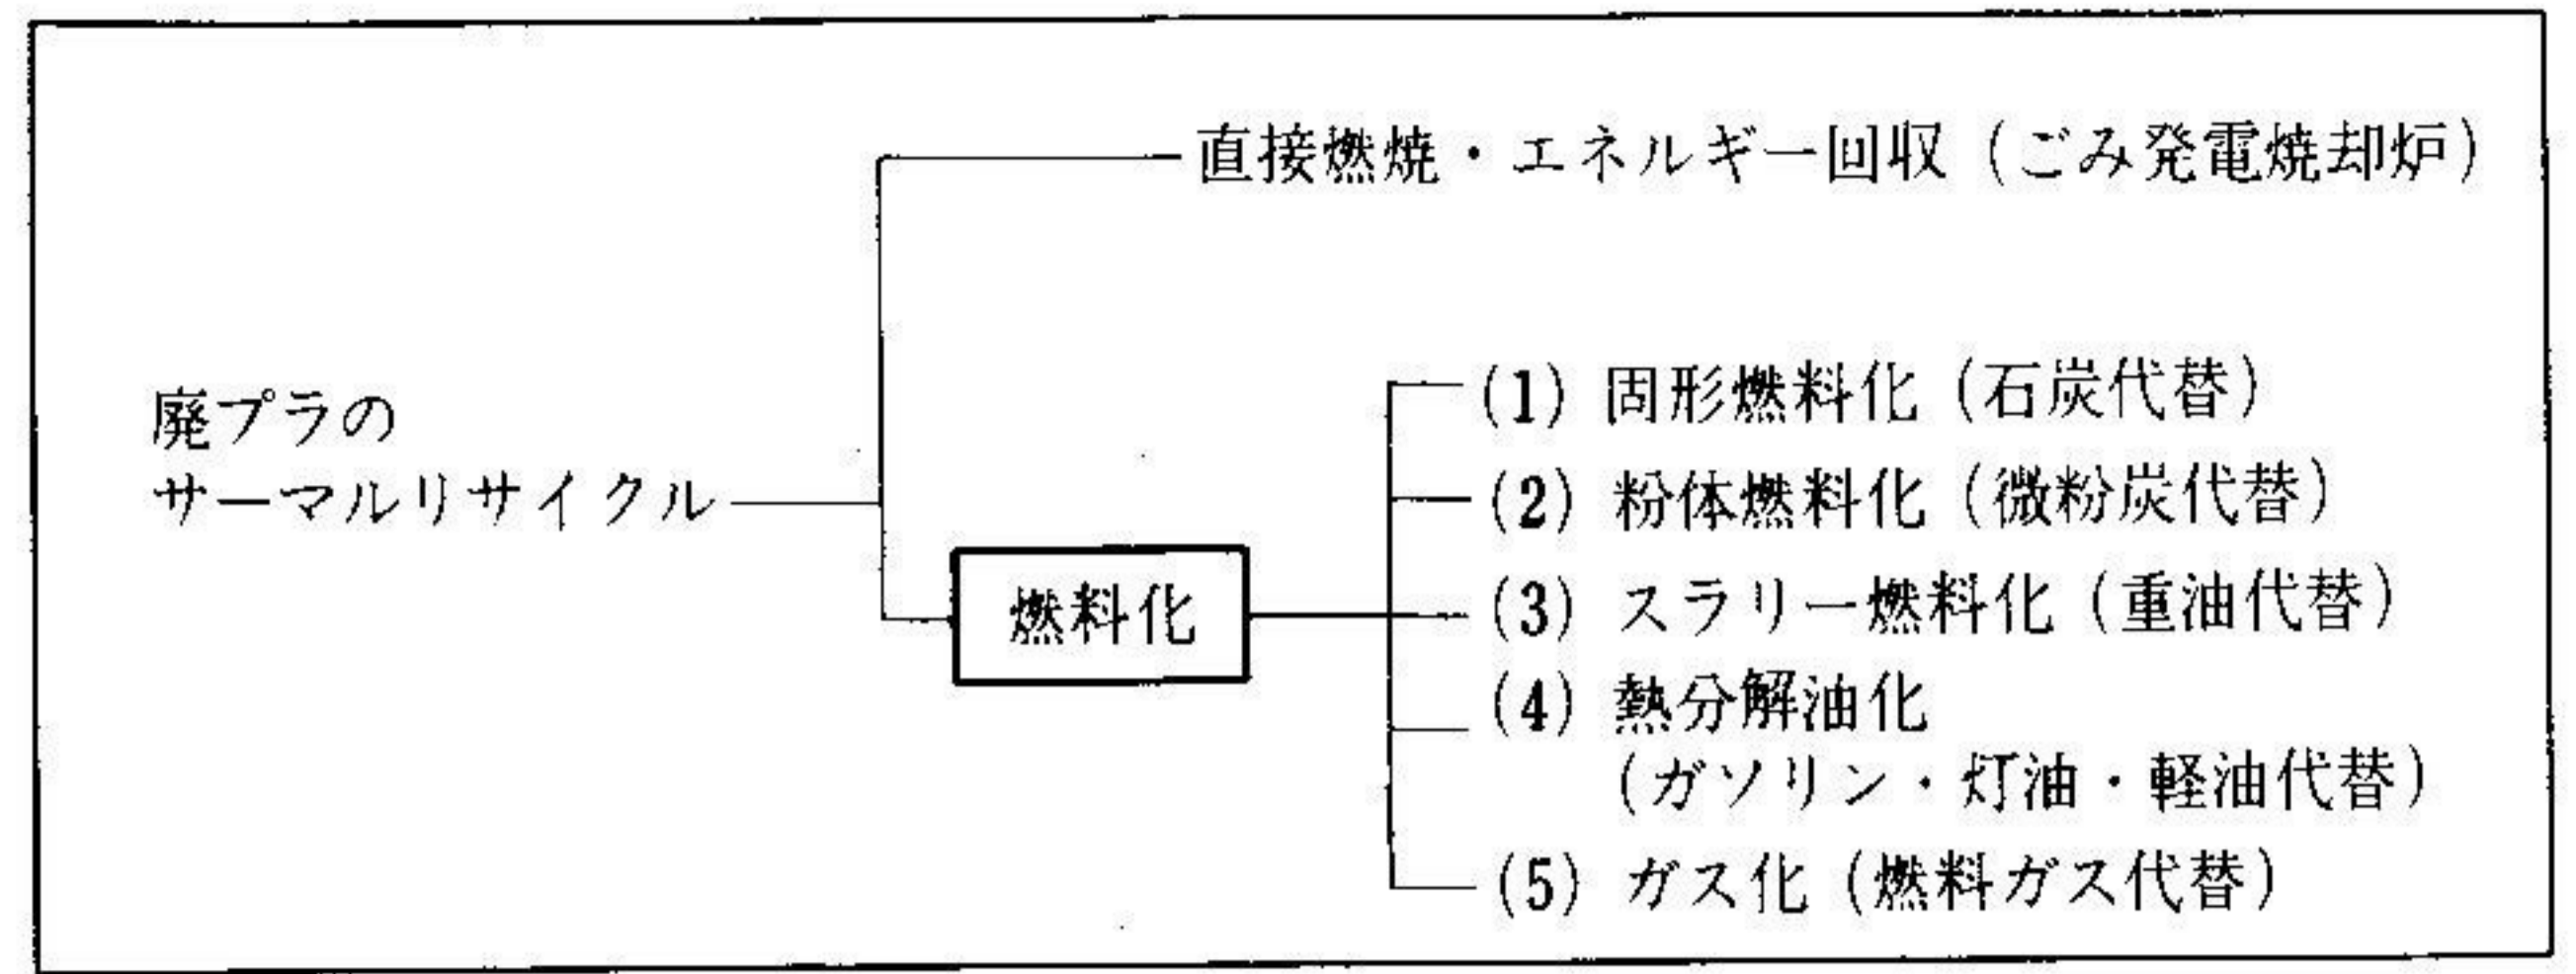 直接燃焼・エネルギー回収（ごみ発電焼却炉）
廃プラの
サーマルリサイクル
燃料化
(1) 固形燃料化（石炭代替）
(2) 粉体燃料化（微粉炭代替）
(3) スラリー燃料化（重油代替）
(4) 熱分解油化
（ガソリン・灯油・軽油代替）
(5) ガス化（燃料ガス代替）